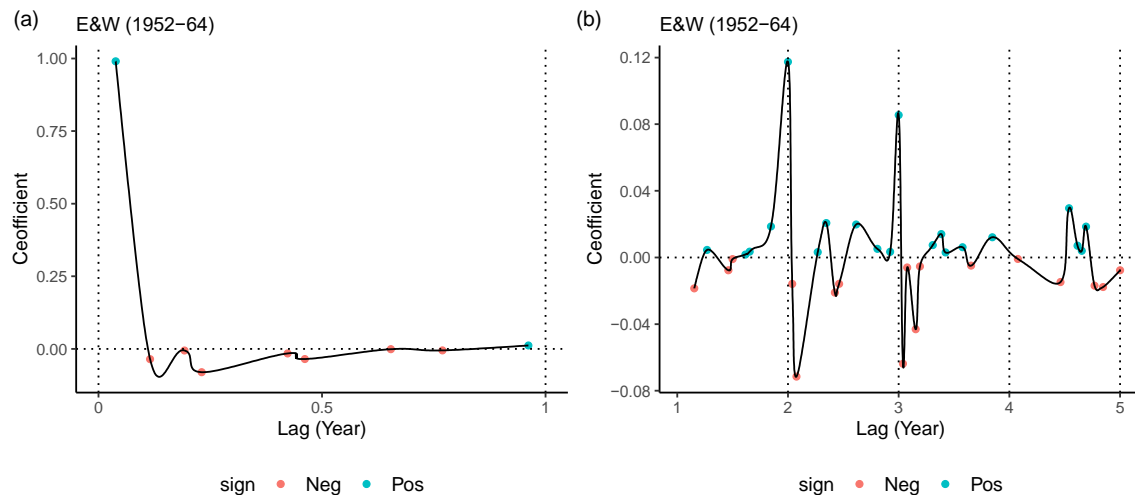 (a)
E&W (1952−64)
Ceofficient
1.00
0.75
0.50
0.25
0.00
0
0.5
1
Lag (Year)
sign
Neg
Pos
(b)
E&W (1952−64)
Ceofficient
0.12
0.08
0.04
0.00
−0.04
−0.08
1
2
3
4
5
Lag (Year)
sign
Neg
Pos